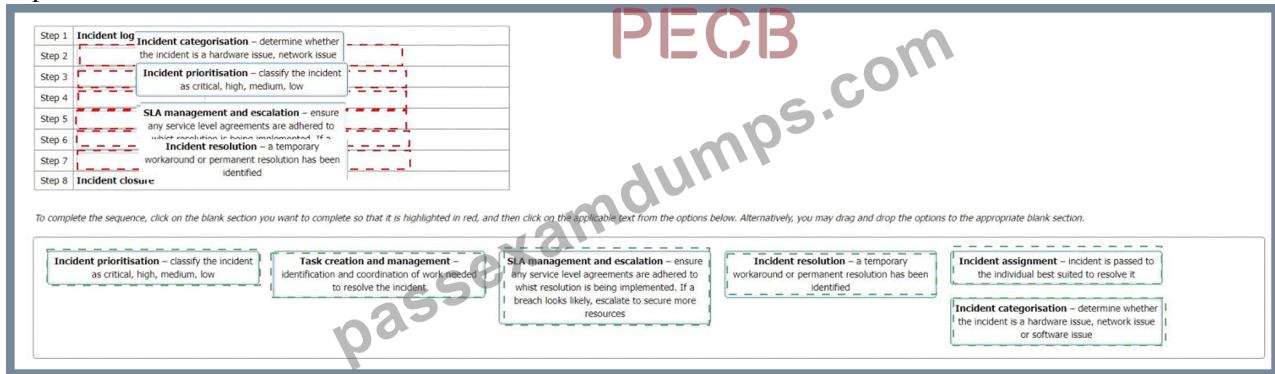 PECB
Step 1 Incident log
Incident categorisation – determine whether
the incident is a hardware issue, network issue
Step 2
Step 3 Incident prioritisation – classify the incident
as critical, high, medium, low
Step 4
Step 5 SLA management and escalation – ensure
any service level agreements are adhered to
Step 6 whist resolution is being implemented. If a
Incident resolution – a temporary
Step 7 workaround or permanent resolution has been
identified
Step 8 Incident closure
To complete the sequence, click on the blank section you want to complete so that it is highlighted in red, and then click on the applicable text from the options below. Alternatively, you may drag and drop the options to the appropriate blank section.
Incident prioritisation – classify the incident
as critical, high, medium, low
Task creation and management –
identification and coordination of work needed
to resolve the incident.
SLA management and escalation – ensure
any service level agreements are adhered to
whist resolution is being implemented. If a
breach looks likely, escalate to secure more
resources
Incident resolution – a temporary
workaround or permanent resolution has been
identified
Incident assignment – incident is passed to
the individual best suited to resolve it
Incident categorisation – determine whether
the incident is a hardware issue, network issue
or software issue
passexamdumps.com